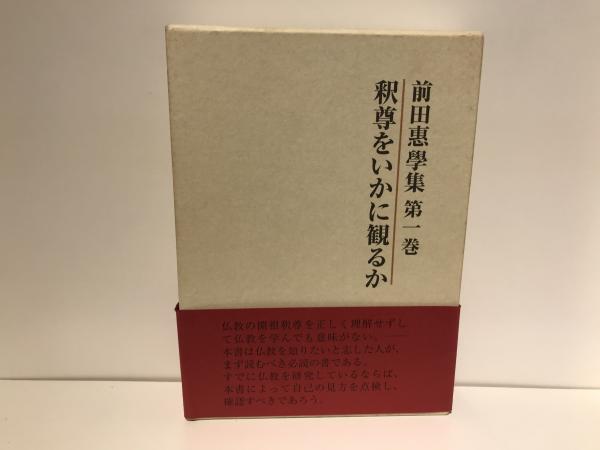 前田惠學集 第一巻
釈尊をいかに観るか
仏教の開祖釈尊を正しく理解せずし
て仏教を学んでも意味がない。――
本書は仏教を知りたいと志した人が、
まず読むべき必読の書である。
すでに仏教を研究しているならば、
本書によって自己の見方を点検し、
確認すべきであろう。